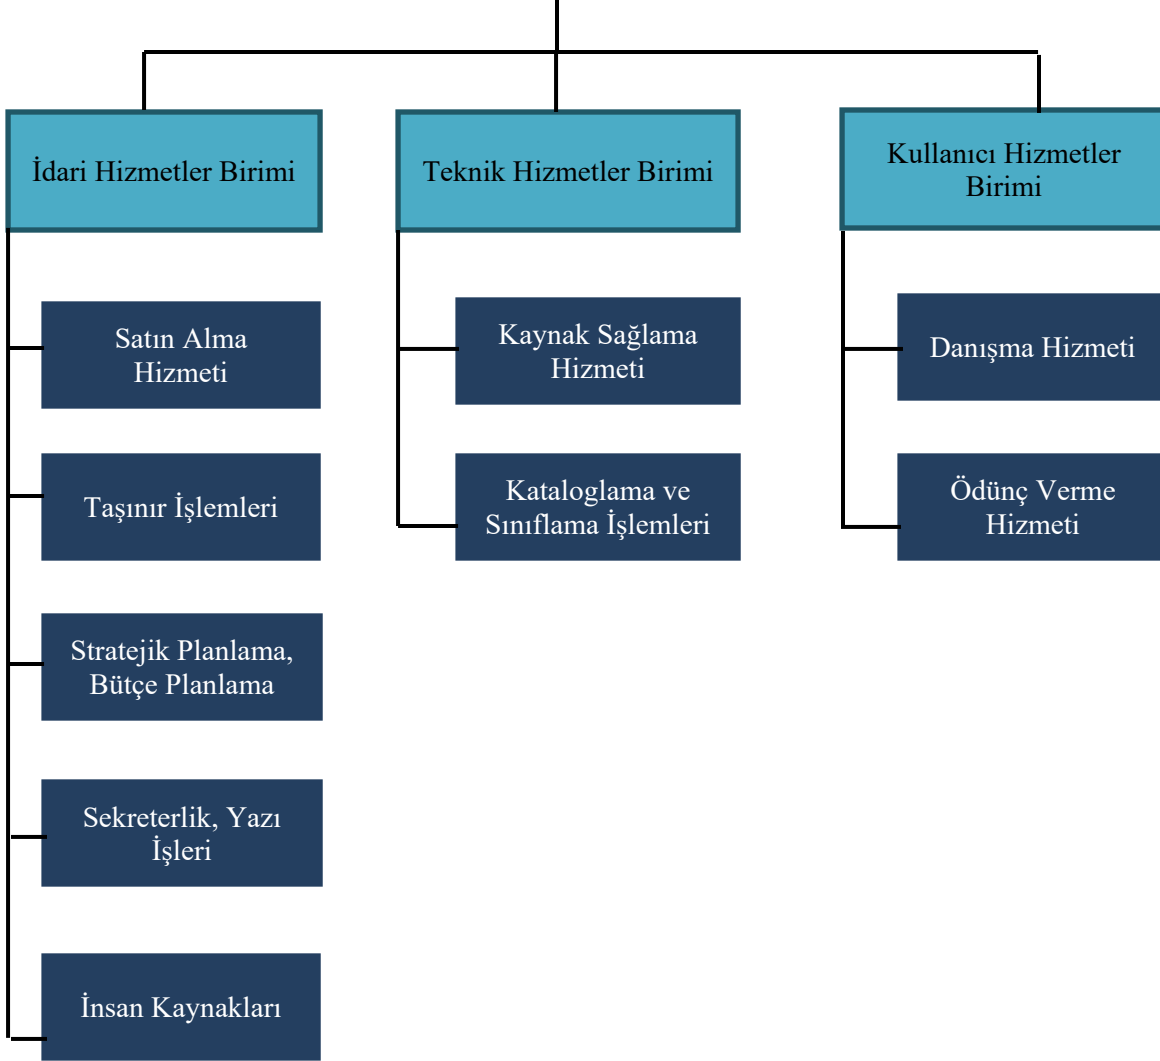 İdari Hizmetler Birimi
Teknik Hizmetler Birimi
Kullanıcı Hizmetler
Birimi
Satın Alma
Hizmeti
Taşınır İşlemleri
Stratejik Planlama,
Bütçe Planlama
Sekreterlik, Yazı
İşleri
İnsan Kaynakları
Kaynak Sağlama
Hizmeti
Kataloglama ve
Sınıflama İşlemleri
Danışma Hizmeti
Ödünç Verme
Hizmeti